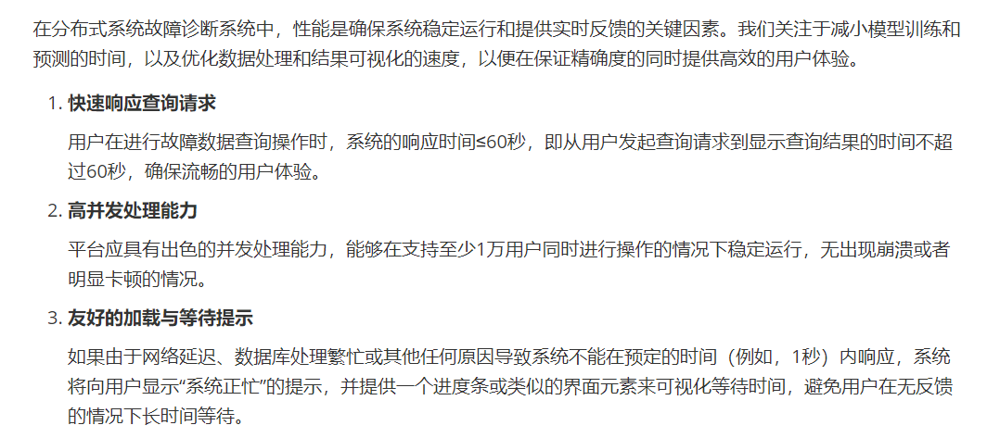 在分布式系统故障诊断系统中，性能是确保系统稳定运行和提供实时反馈的关键因素。我们关注于减小模型训练和
预测的时间，以及优化数据处理和结果可视化的速度，以便在保证精确度的同时提供高效的用户体验。
1. 快速响应查询请求
用户在进行故障数据查询操作时，系统的响应时间≤60秒，即从用户发起查询请求到显示查询结果的时间不超
过60秒，确保流畅的用户体验。
2. 高并发处理能力
平台应具有出色的并发处理能力，能够在支持至少1万用户同时进行操作的情况下稳定运行，无出现崩溃或者
明显卡顿的情况。
3. 友好的加载与等待提示
如果由于网络延迟、数据库处理繁忙或其他任何原因导致系统不能在预定的时间（例如，1秒）内响应，系统
将向用户显示“系统正忙”的提示，并提供一个进度条或类似的界面元素来可视化等待时间，避免用户在无反馈
的情况下长时间等待。